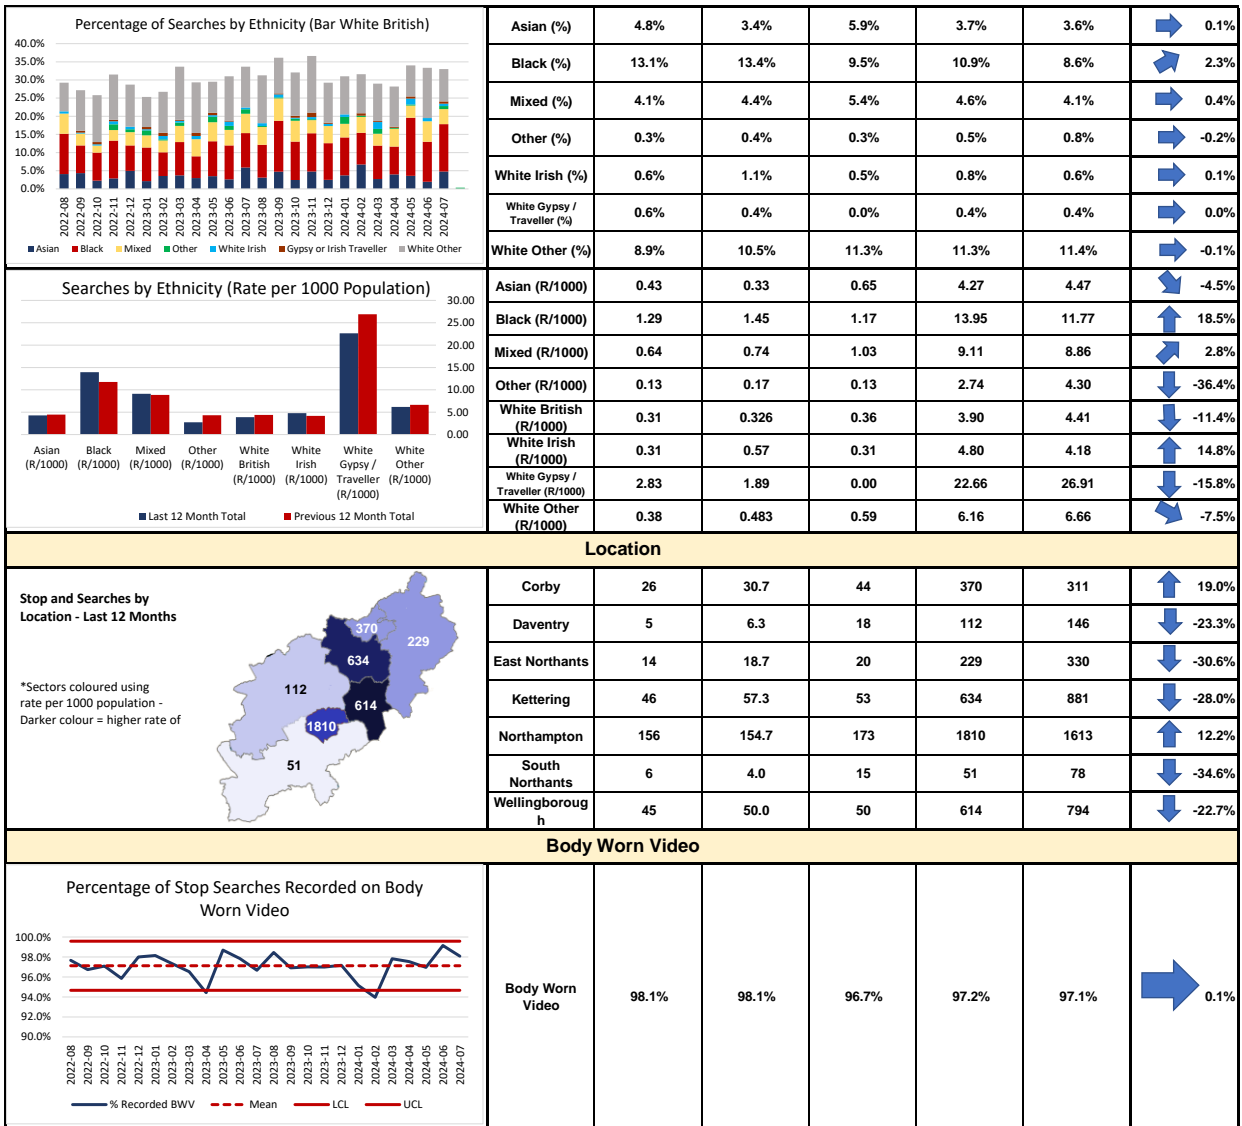 Percentage of Searches by Ethnicity (Bar White British)
40.0%
35.0%
30.0%
25.0%
20.0%
15.0%
10.0%
5.0%
0.0%
2022-08 2022-09 2022-10 2022-11 2022-12 2023-01 2023-02 2023-03 2023-04 2023-05 2023-06 2023-07 2023-08 2023-09 2023-10 2023-11 2023-12 2024-01 2024-02 2024-03 2024-04 2024-05 2024-06 2024-07
Asian Black Mixed Other White Irish Gypsy or Irish Traveller White Other
Asian (%) 4.8% 3.4% 5.9% 3.7% 3.6% 0.1%
Black (%) 13.1% 13.4% 9.5% 10.9% 8.6% 2.3%
Mixed (%) 4.1% 4.4% 5.4% 4.6% 4.1% 0.4%
Other (%) 0.3% 0.4% 0.3% 0.5% 0.8% -0.2%
White Irish (%) 0.6% 1.1% 0.5% 0.8% 0.6% 0.1%
White Gypsy /
Traveller (%) 0.6% 0.4% 0.0% 0.4% 0.4% 0.0%
White Other (%) 8.9% 10.5% 11.3% 11.3% 11.4% -0.1%
Searches by Ethnicity (Rate per 1000 Population)
30.00
25.00
20.00
15.00
10.00
5.00
0.00
Asian Black Mixed Other White White White White
(R/1000) (R/1000) (R/1000) (R/1000) British Irish Gypsy / Other
(R/1000) (R/1000) Traveller (R/1000)
(R/1000)
Last 12 Month Total Previous 12 Month Total
Asian (R/1000) 0.43 0.33 0.65 4.27 4.47 -4.5%
Black (R/1000) 1.29 1.45 1.17 13.95 11.77 18.5%
Mixed (R/1000) 0.64 0.74 1.03 9.11 8.86 2.8%
Other (R/1000) 0.13 0.17 0.13 2.74 4.30 -36.4%
White British
(R/1000) 0.31 0.326 0.36 3.90 4.41 -11.4%
White Irish
(R/1000) 0.31 0.57 0.31 4.80 4.18 14.8%
White Gypsy /
Traveller (R/1000) 2.83 1.89 0.00 22.66 26.91 -15.8%
White Other
(R/1000) 0.38 0.483 0.59 6.16 6.66 -7.5%
Location
Stop and Searches by
Location - Last 12 Months
*Sectors coloured using
rate per 1000 population -
Darker colour = higher rate of
370
229
634
112
614
1810
51
Corby 26 30.7 44 370 311 19.0%
Daventry 5 6.3 18 112 146 -23.3%
East Northants 14 18.7 20 229 330 -30.6%
Kettering 46 57.3 53 634 881 -28.0%
Northampton 156 154.7 173 1810 1613 12.2%
South
Northants 6 4.0 15 51 78 -34.6%
Wellingboroug
h 45 50.0 50 614 794 -22.7%
Body Worn Video
Percentage of Stop Searches Recorded on Body
Worn Video
100.0%
98.0%
96.0%
94.0%
92.0%
90.0%
2022-08 2022-09 2022-10 2022-11 2022-12 2023-01 2023-02 2023-03 2023-04 2023-05 2023-06 2023-07 2023-08 2023-09 2023-10 2023-11 2023-12 2024-01 2024-02 2024-03 2024-04 2024-05 2024-06 2024-07
% Recorded BWV Mean LCL UCL
Body Worn
Video 98.1% 98.1% 96.7% 97.2% 97.1% 0.1%